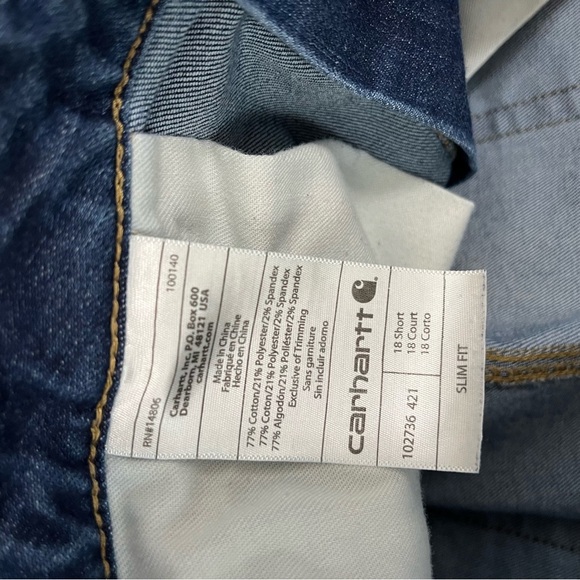 SLIM FIT
18 Short
18 Court
18 Corto
102736 421
carhartt
77% Cotton/21% Polyester/2% Spandex
77% Coton/21% Polyester/2% Spandex
77% Algodón/21% Poliéster/2% Spandex
Exclusive of Trimming
Sans garniture
Sin incluir adorno
Made in China
Fabriqué en Chine
Hecho en China
Carhartt, Inc. P.O. Box 600
Dearborn, MI 48121 USA
carhartt.com
RN#14806
100140